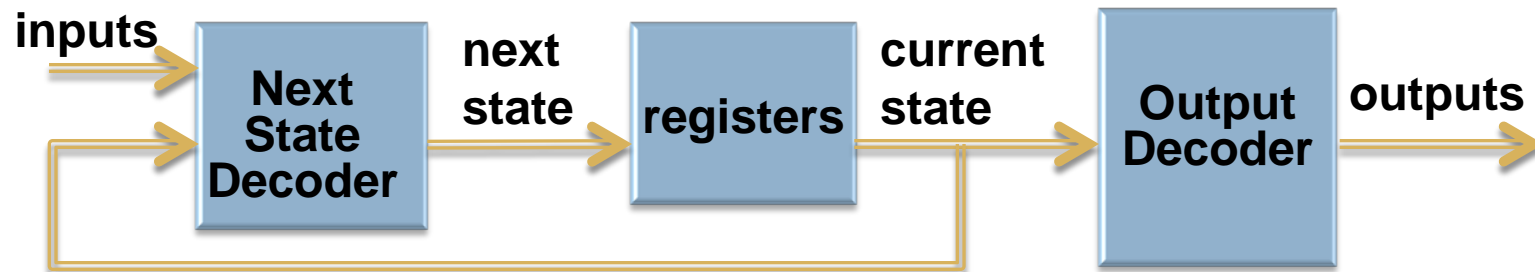 inputs
Next
State
Decoder
next
state
registers
current
state
Output
Decoder
outputs